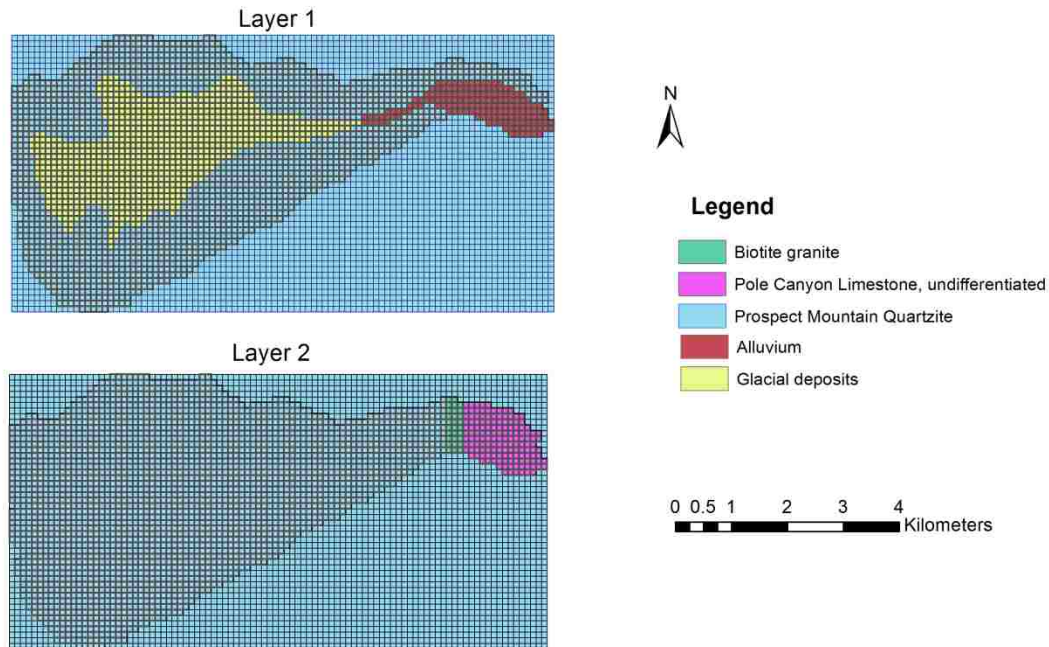 Layer 1
N
Legend
Biotite granite
Pole Canyon Limestone, undifferentiated
Prospect Mountain Quartzite
Alluvium
Glacial deposits
Layer 2
0 0.5 1 2 3 4
Kilometers